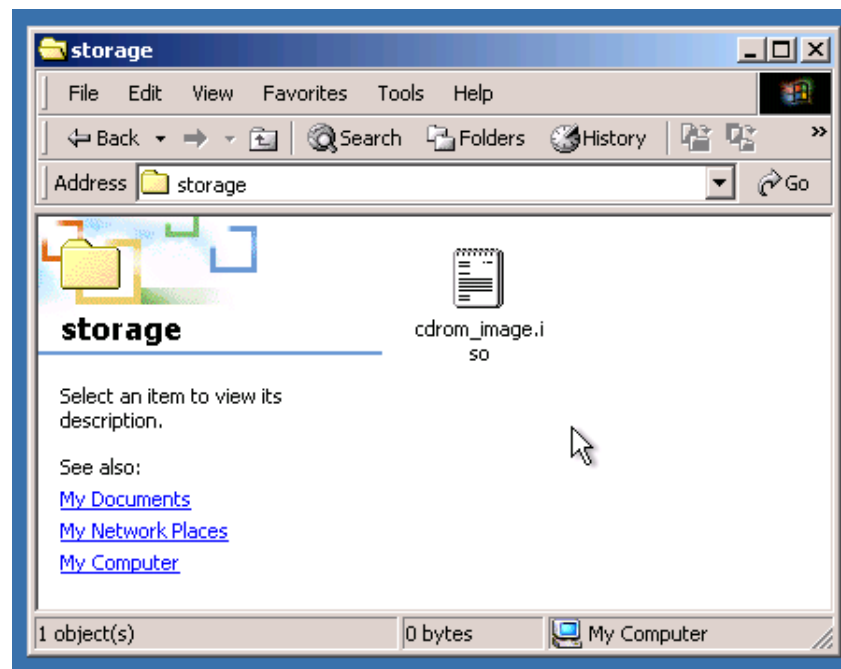 storage
File Edit View Favorites Tools Help
Back Search Folders History »
Address storage Go
storage
cdrom_image.i
so
Select an item to view its
description.
See also:
My Documents
My Network Places
My Computer
1 object(s) 0 bytes My Computer